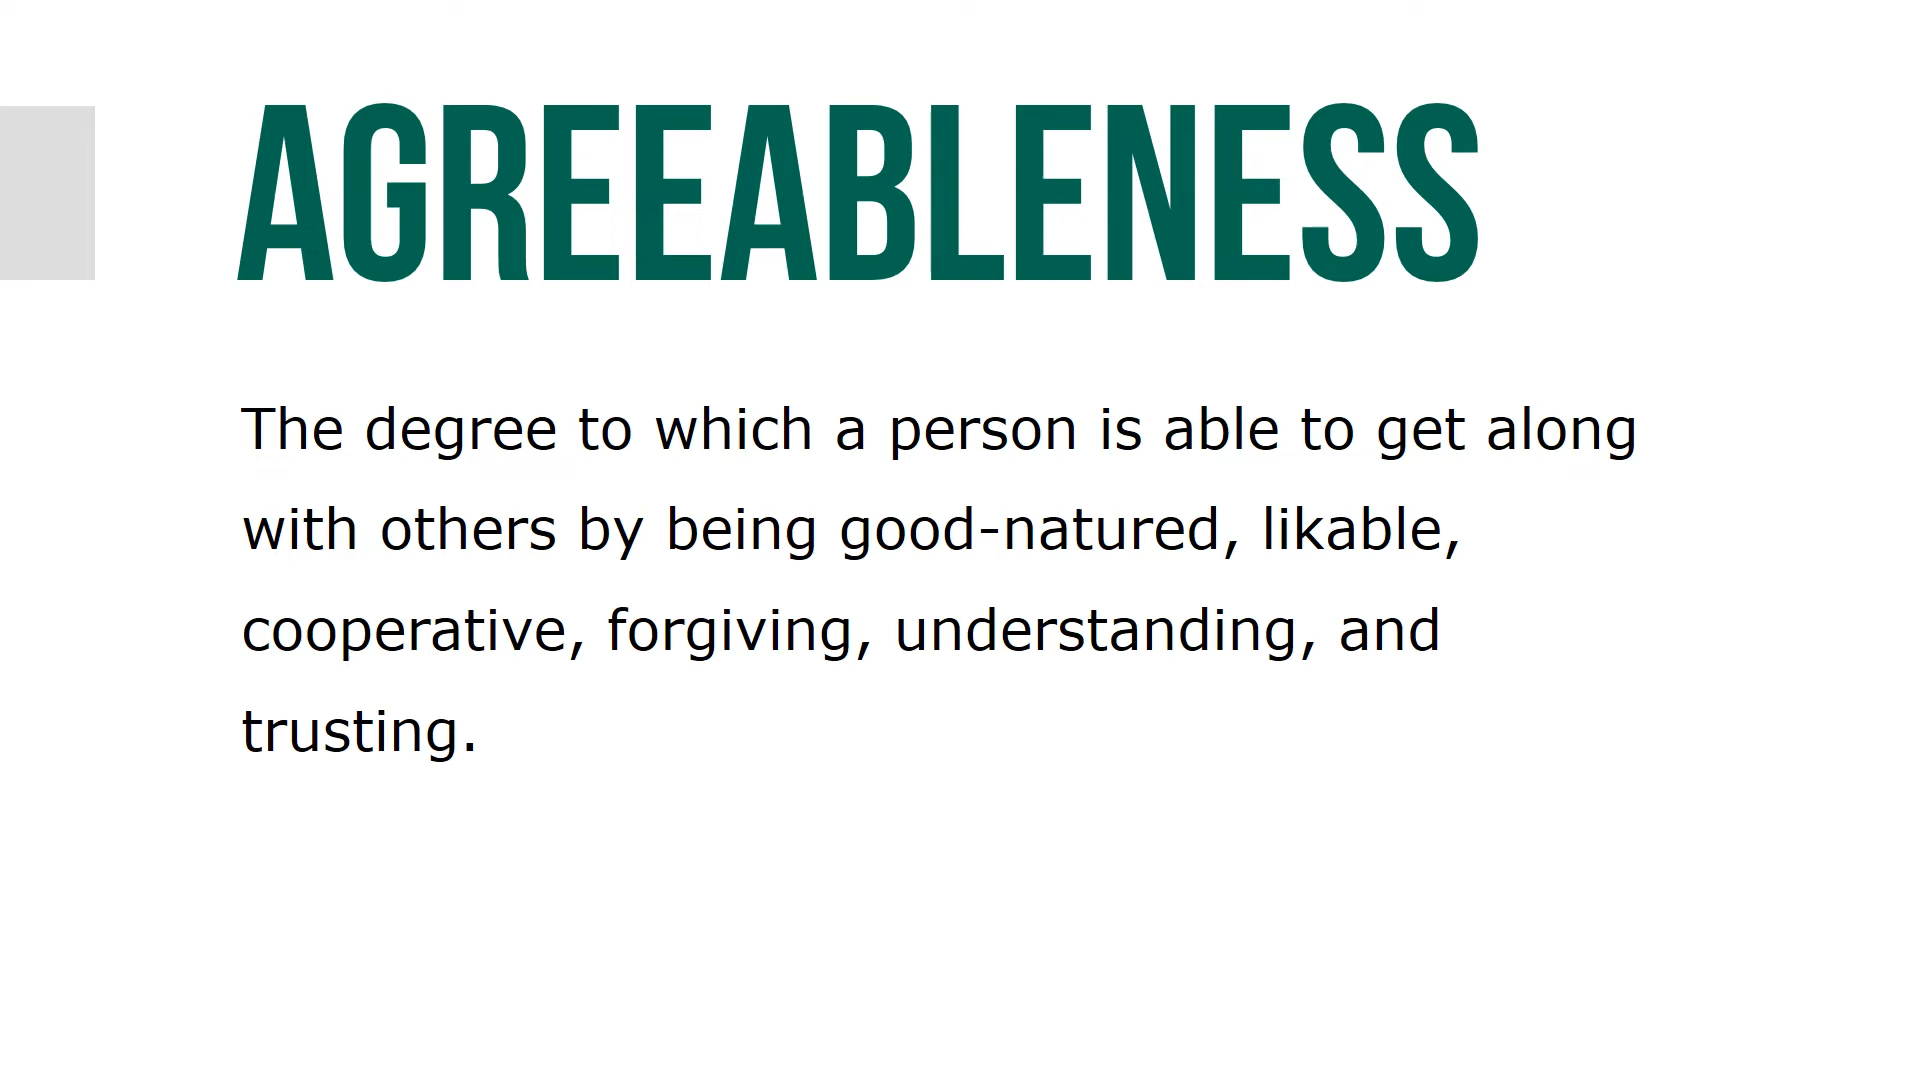 AGREEABLENESS
The degree to which a person is able to get along
with others by being good-natured, likable,
cooperative, forgiving, understanding, and
trusting.